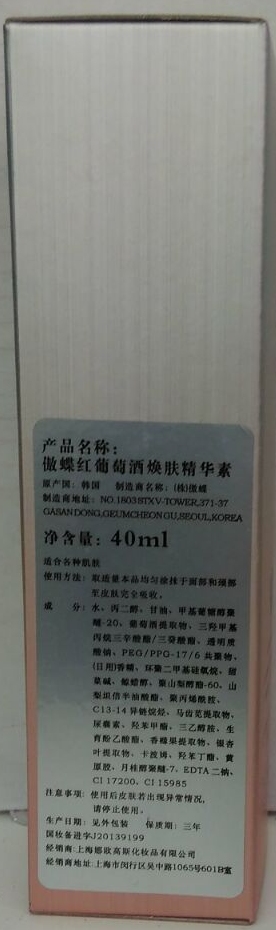 产品名称：
傲蝶红葡萄酒焕肤精华素
原产国：韩国　制造商名称：(株)傲蝶
制造商地址：NO.1803STXV-TOWER,371-37
GASANDONG,GEUMCHEONGU,SEOUL,KOREA
净含量：40ml
适合各种肌肤
使用方法：取适量本品均匀涂抹于面部和颈部
至皮肤完全吸收。
成　分：水、丙二醇、甘油、甲基葡糖醇聚
醚-20、葡萄酒提取物、三羟甲基
丙烷三辛酸酯/三癸酸酯、透明质
酸钠、PEG/PPG-17/6共聚物、
(日用)香精、环聚二甲基硅氧烷、甜
菜碱、鲸蜡醇、聚山梨醇酯-60、山
梨坦倍半油酸酯、聚丙烯酰胺、
C13-14异链烷烃、马齿苋提取物、
尿囊素、羟苯甲酯、三乙醇胺、生
育酚乙酸酯、香橼果提取物、银杏
叶提取物、卡波姆、羟苯丁酯、黄
原胶、月桂醇聚醚-7、EDTA二钠、
CI 17200、CI 15985
注意事项：使用后皮肤若出现异常情况，
请停止使用。
生产日期：见外包装　保质期：三年
国妆备进字J20139199
经销商：上海娜欧高斯化妆品有限公司
经销商地址:上海市闵行区吴中路1065号601B室